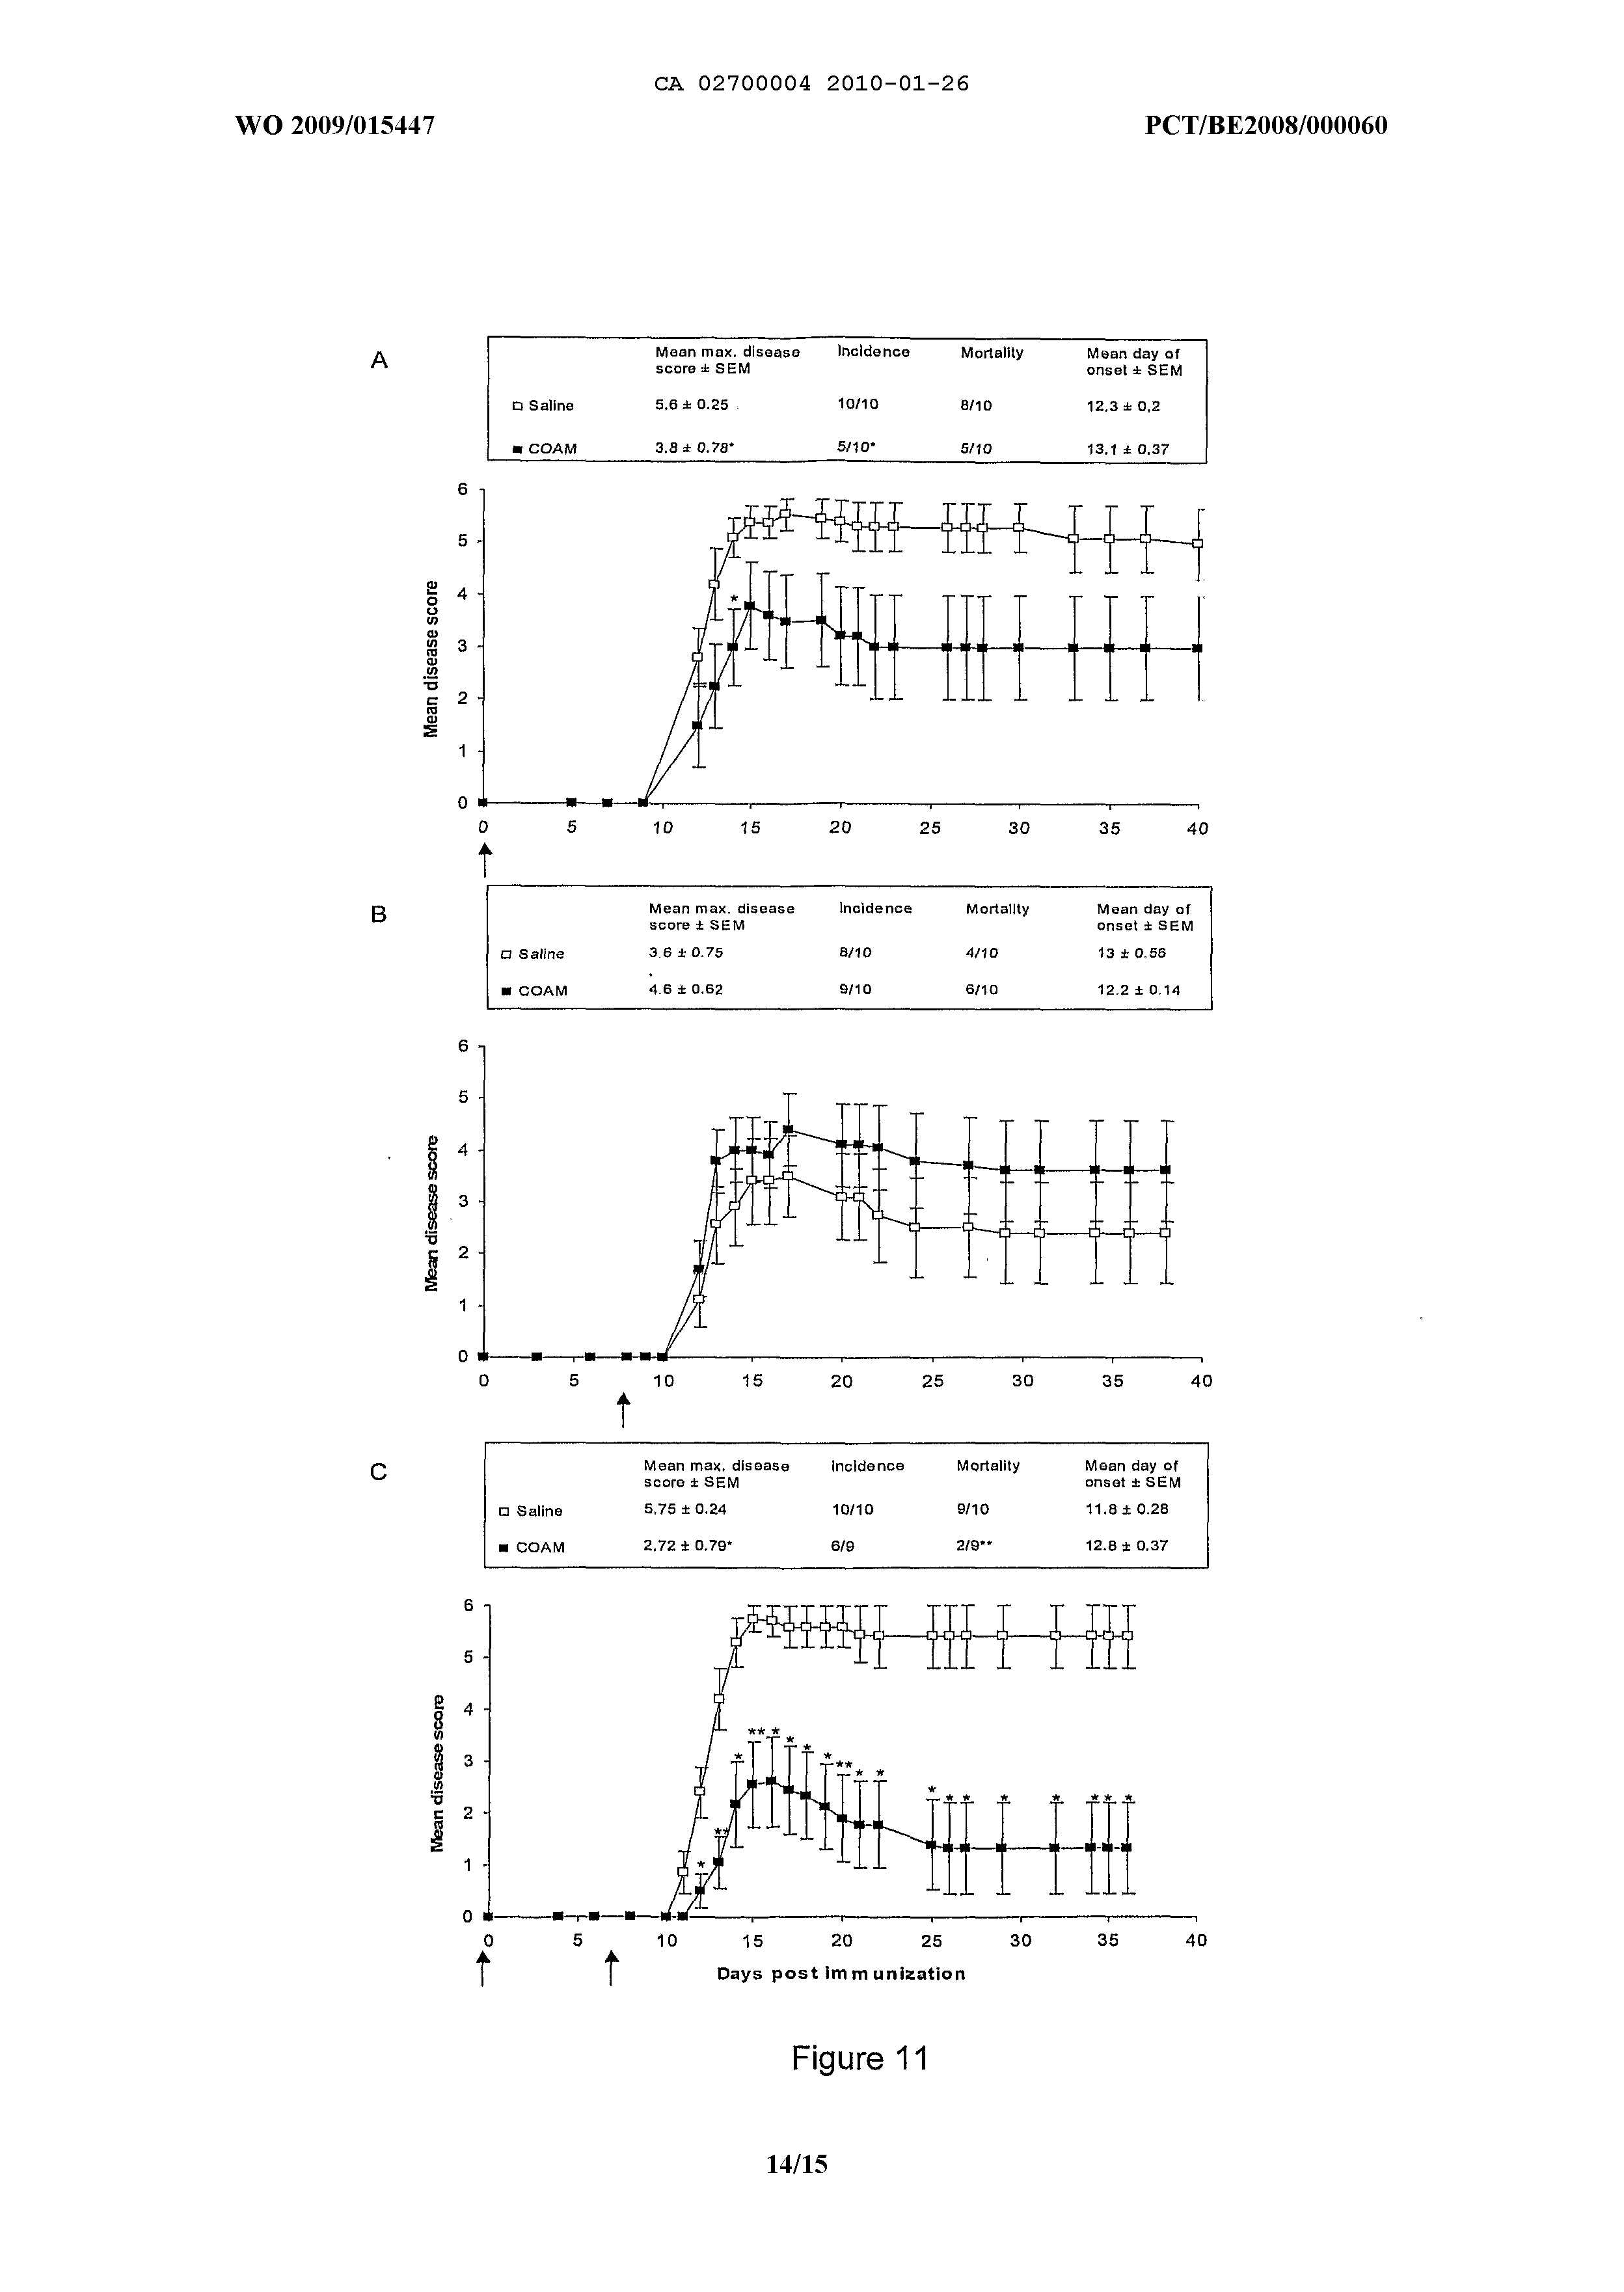 CA 02700004 2010-01-26
WO 2009/015447 PCT/BE2008/000060
A
Mean max. disease Incidence Mortality Mean day of
score ± SEM onset ± SEM
Saline 5.6 ± 0.25 10/10 8/10 12.3 ± 0.2
COAM 3.8 ± 0.78* 5/10* 5/10 13.1 ± 0.37
Mean disease score
6
5
4
*
3
2
1
0
0 5 10 15 20 25 30 35 40
B
Mean max. disease Incidence Mortality Mean day of
score ± SEM onset ± SEM
Saline 3.6 ± 0.75 8/10 4/10 13 ± 0.56
COAM 4.6 ± 0.62 9/10 6/10 12.2 ± 0.14
Mean disease score
6
5
4
3
2
1
0
0 5 10 15 20 25 30 35 40
C
Mean max. disease Incidence Mortality Mean day of
score ± SEM onset ± SEM
Saline 5.75 ± 0.24 10/10 9/10 11.8 ± 0.28
COAM 2.72 ± 0.79* 6/9 2/9** 12.8 ± 0.37
Mean disease score
6
5
4
3
2
1
0
* ** * ** * * * * ** * * * * * * * * * *
0 5 10 15 20 25 30 35 40
Days post immunization
Figure 11
14/15